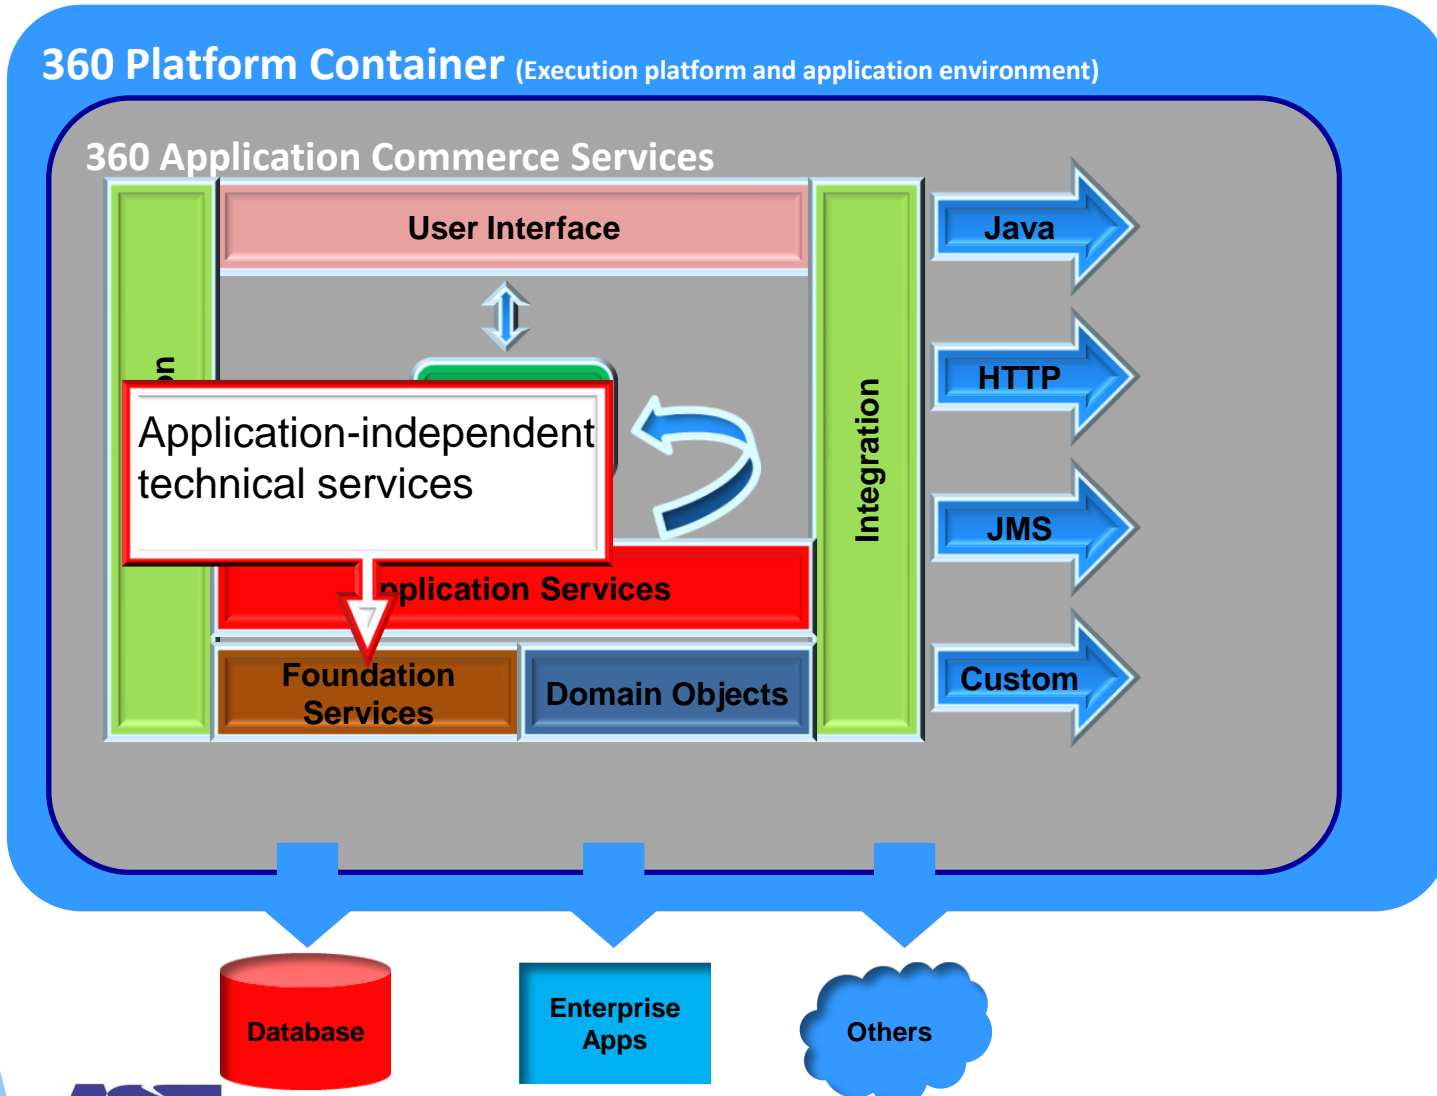 360 Platform Container (Execution platform and application environment)
360 Application Commerce Services
User Interface
Java
HTTP
Application-independent
technical services
Integration
JMS
Application Services
Foundation
Services
Domain Objects
Custom
Database
Enterprise
Apps
Others